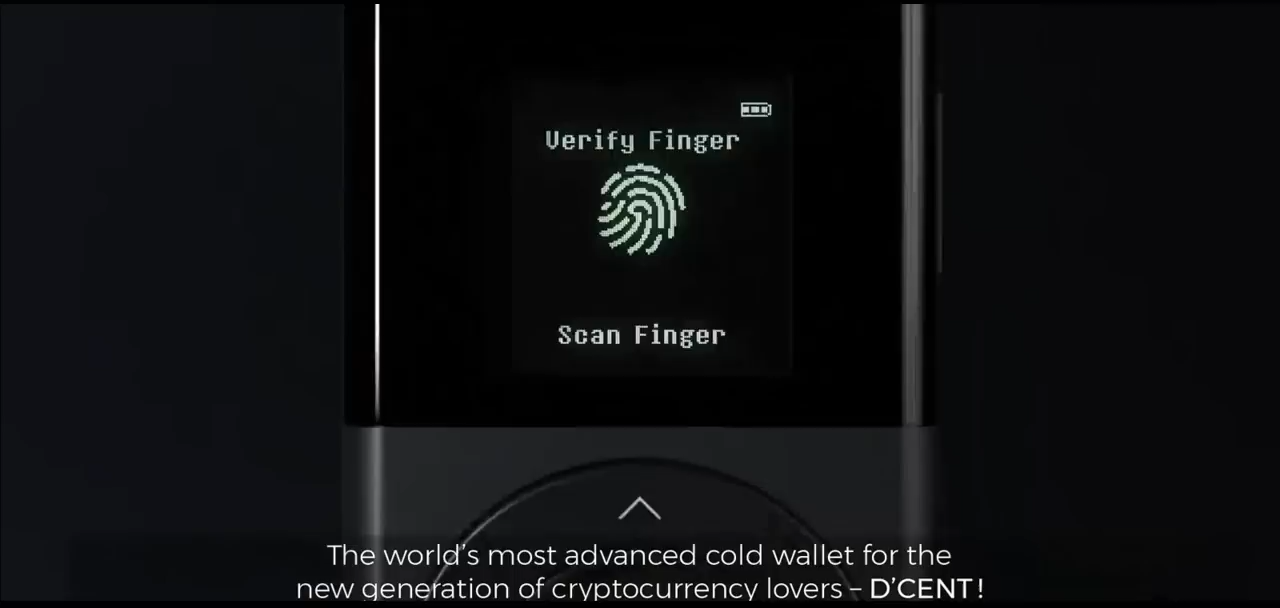 Verify Finger
Scan Finger
The world's most advanced cold wallet for the
new generation of cryptocurrency lovers – D'CENT!